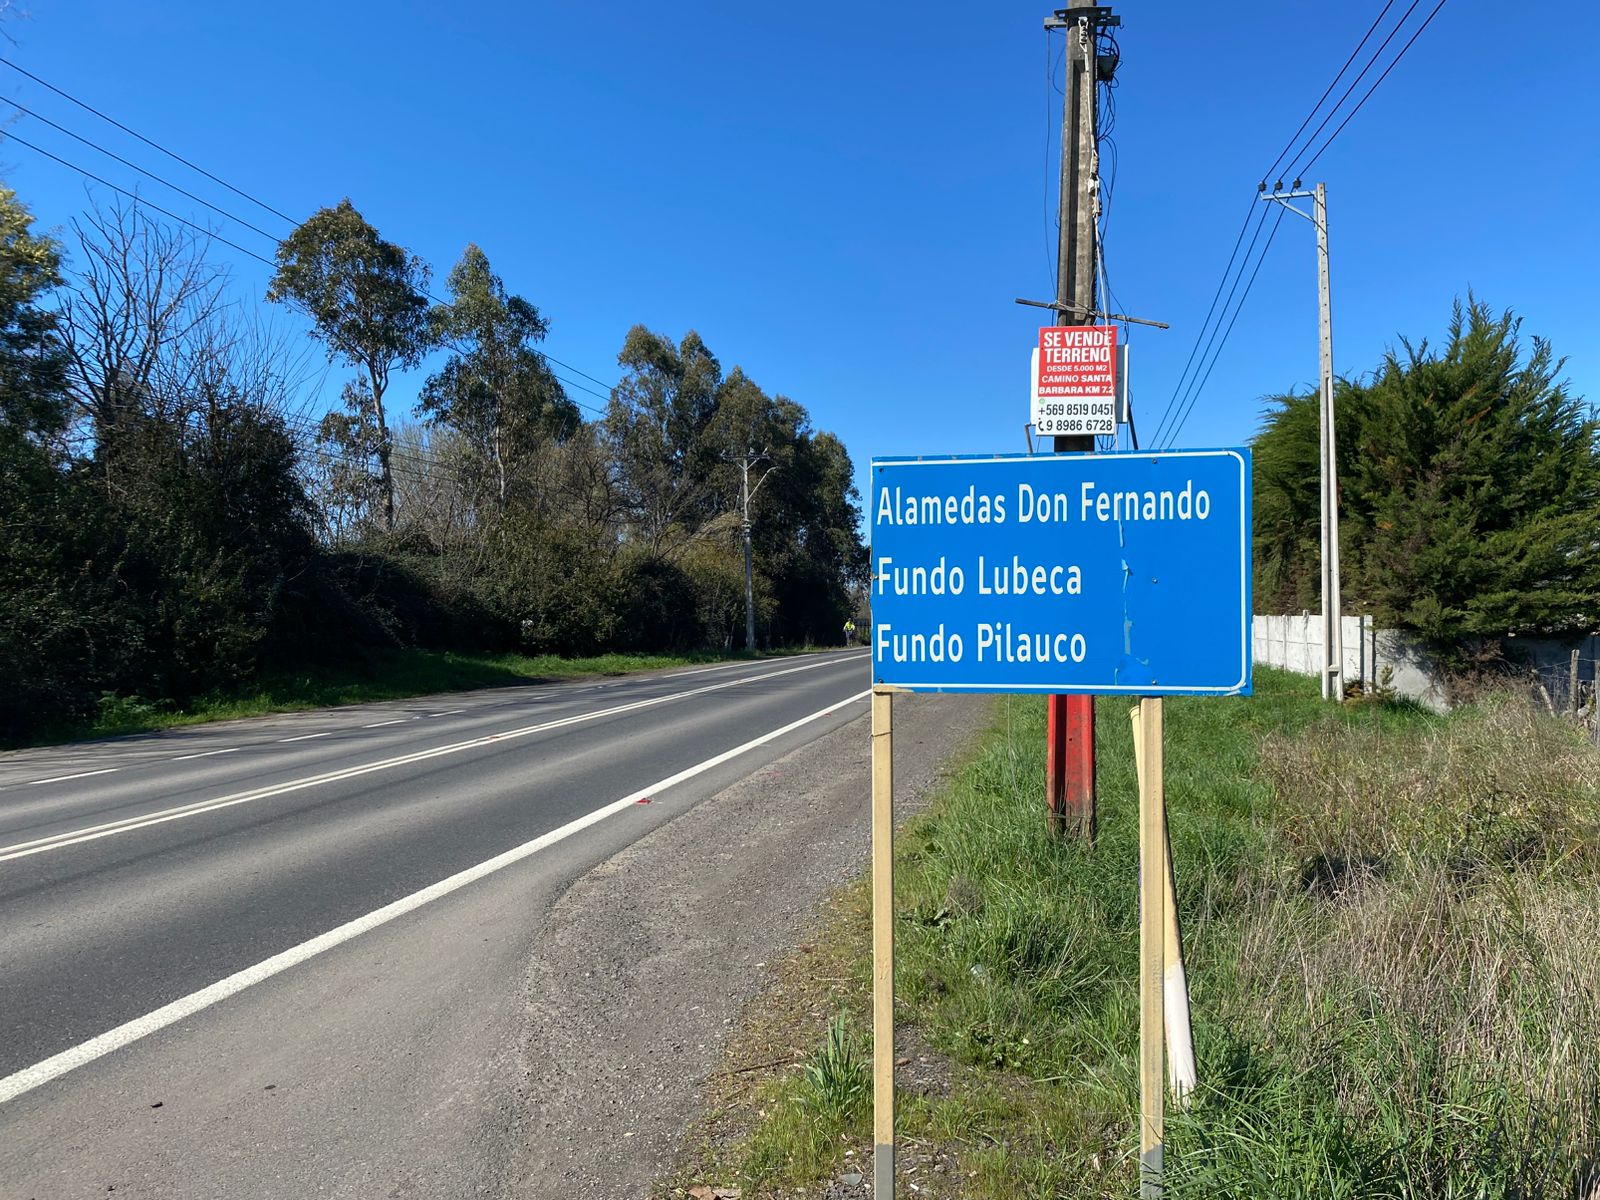 SE VENDE
TERRENO
DESDE 5.000 M2
CAMINO SANTA
BARBARA KM 7.2
+569 8519 0451
9 8986 6728
Alamedas Don Fernando
Fundo Lubeca
Fundo Pilauco